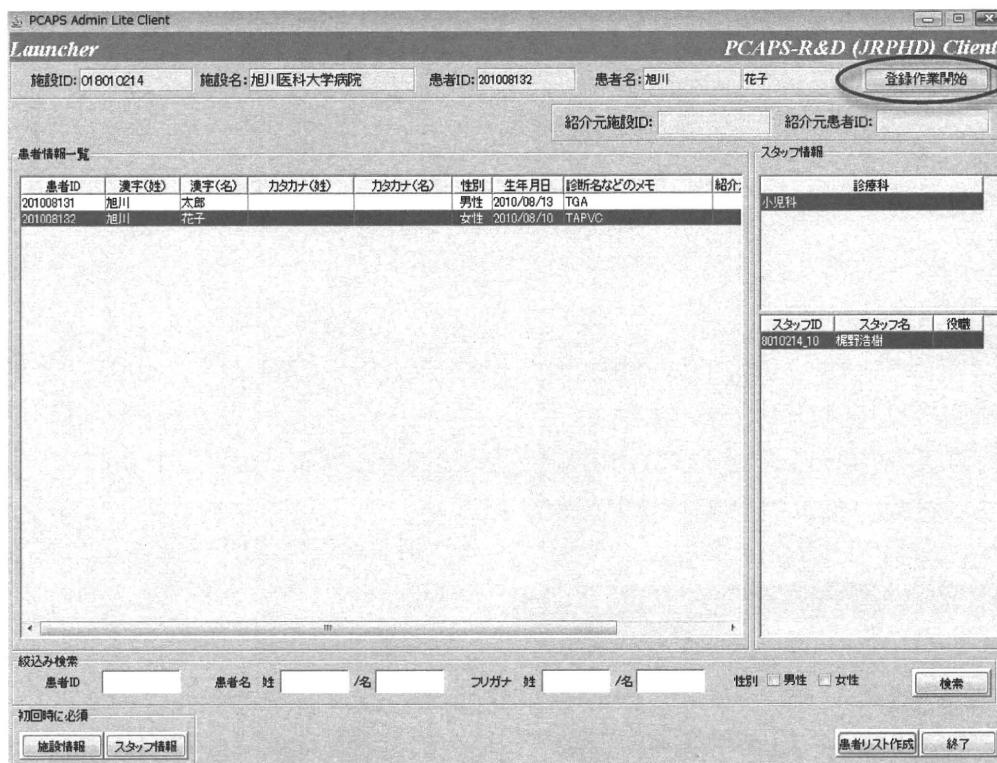 PCAPS Admin Lite Client
Launcher PCAPS-R&D (JRPHD) Client
施設ID: 018010214 施設名: 旭川医科大学病院 患者ID: 201008132 患者名: 旭川 花子 登録作業開始
紹介元施設ID: 紹介元患者ID:
患者情報一覧 スタッフ情報
患者ID 漢字(姓) 漢字(名) カタカナ(姓) カタカナ(名) 性別 生年月日 診断名などのメモ 紹介 診療科
201008131 旭川 太郎 男性 2010/08/13 TGA 小児科
201008132 旭川 花子 女性 2010/08/10 TAPVC
スタッフID スタッフ名 役職
8010214_10 梶野浩樹
絞込み検索
患者ID 患者名 姓 /名 フリガナ 姓 /名 性別 男性 女性 検索
初回時に必須
施設情報 スタッフ情報 患者リスト作成 終了